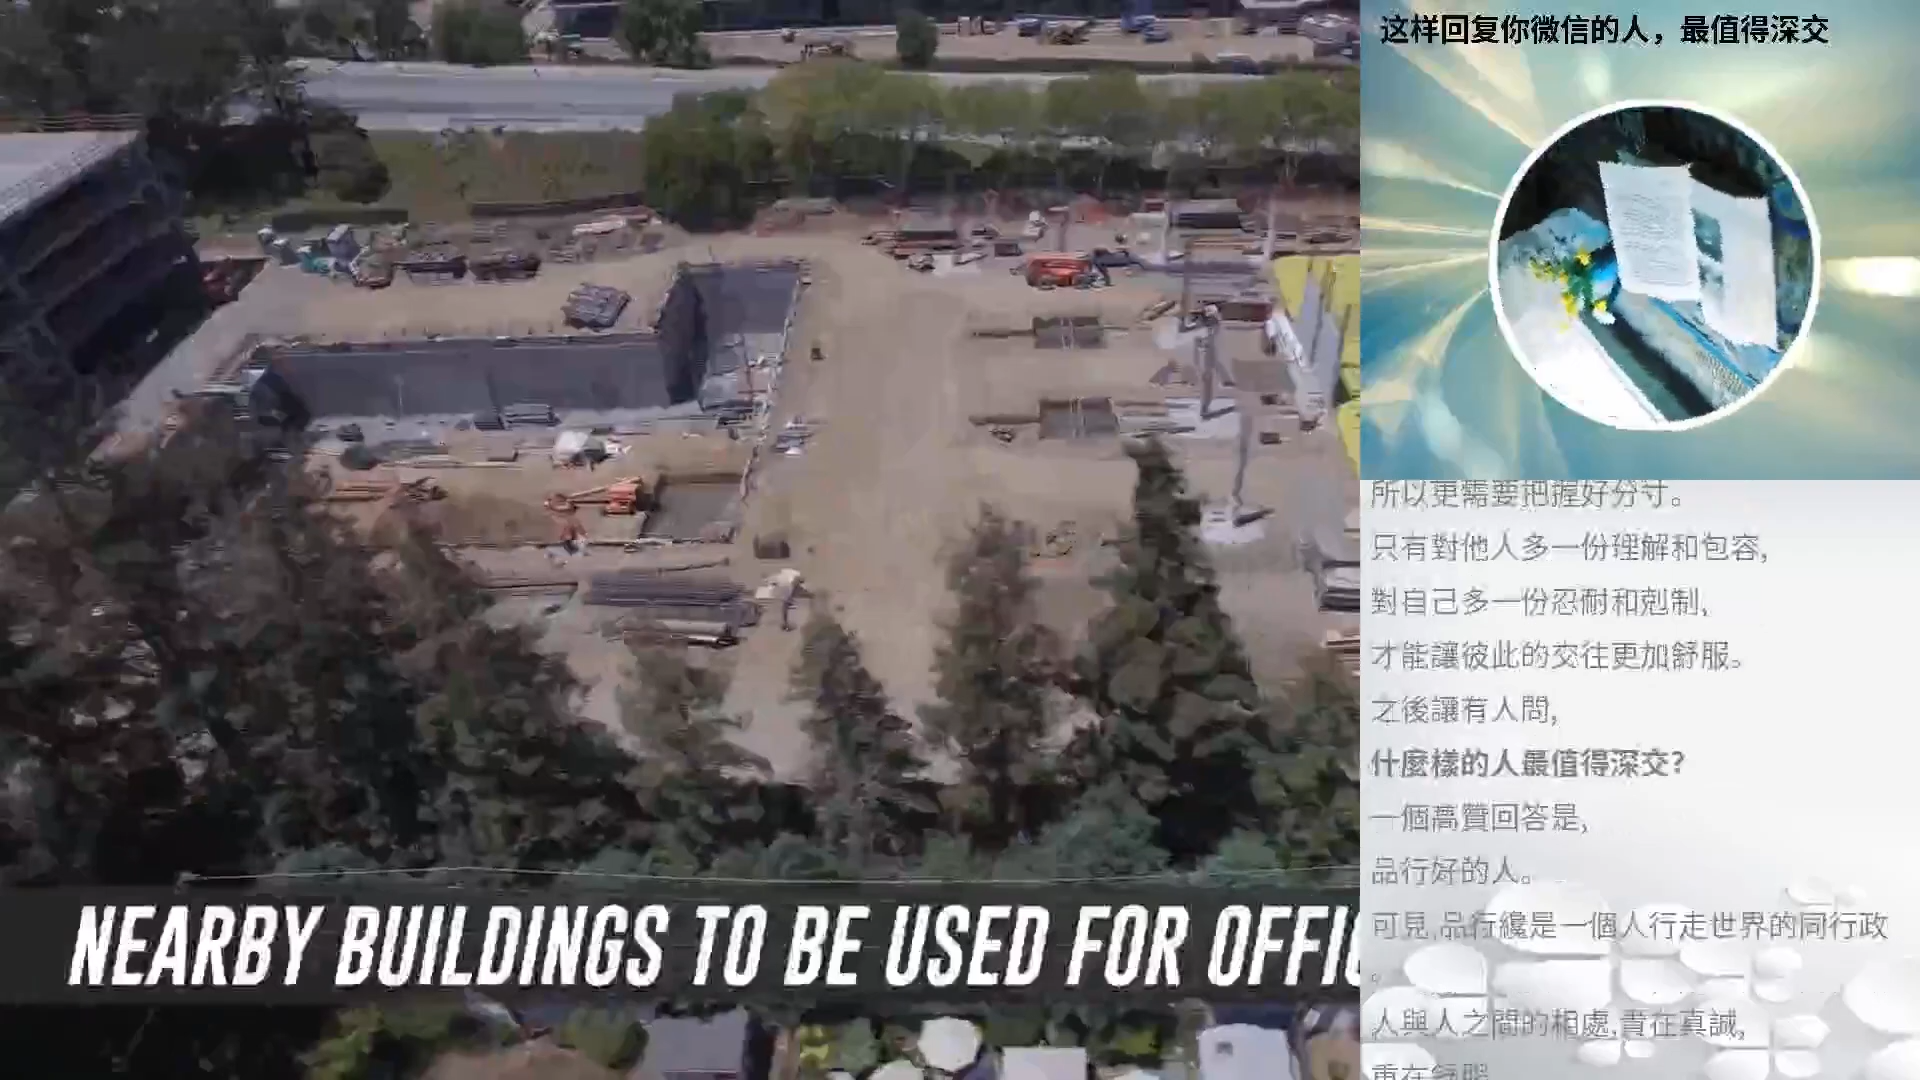 这样回复你微信的人，最值得深交
所以更需要把握好分寸。
只有對他人多一份理解和包容,
對自己多一份忍耐和剋制,
才能讓彼此的交往更加舒服。
之後讓有人問,
什麼樣的人最值得深交?
一個高贊回答是,
品行好的人。
可見,品行纔是一個人行走世界的同行政
。
人與人之間的相處,貴在真誠,
重在舒服
NEARBY BUILDINGS TO BE USED FOR OFFIC